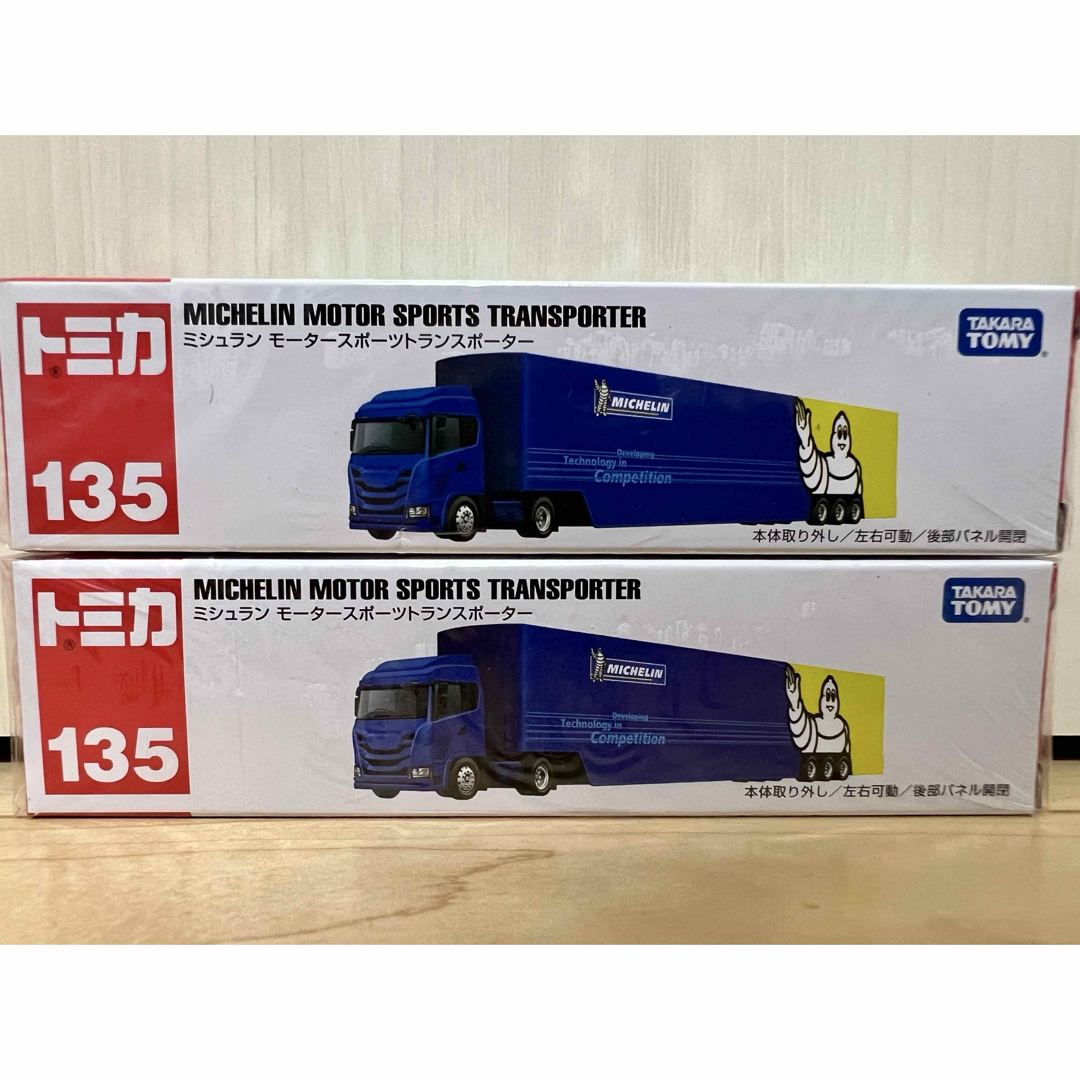 トミカ
®
135
MICHELIN MOTOR SPORTS TRANSPORTER
ミシュラン モータースポーツトランスポーター
TAKARA
TOMY
®
MICHELIN
Developing
Technology in
Competition
本体取り外し／左右可動／後部パネル開閉
トミカ
®
135
MICHELIN MOTOR SPORTS TRANSPORTER
ミシュラン モータースポーツトランスポーター
TAKARA
TOMY
®
MICHELIN
Developing
Technology in
Competition
本体取り外し／左右可動／後部パネル開閉